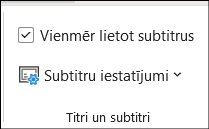 Vienmēr lietot subtitrus
Subtitru iestatījumi
Titri un subtitri